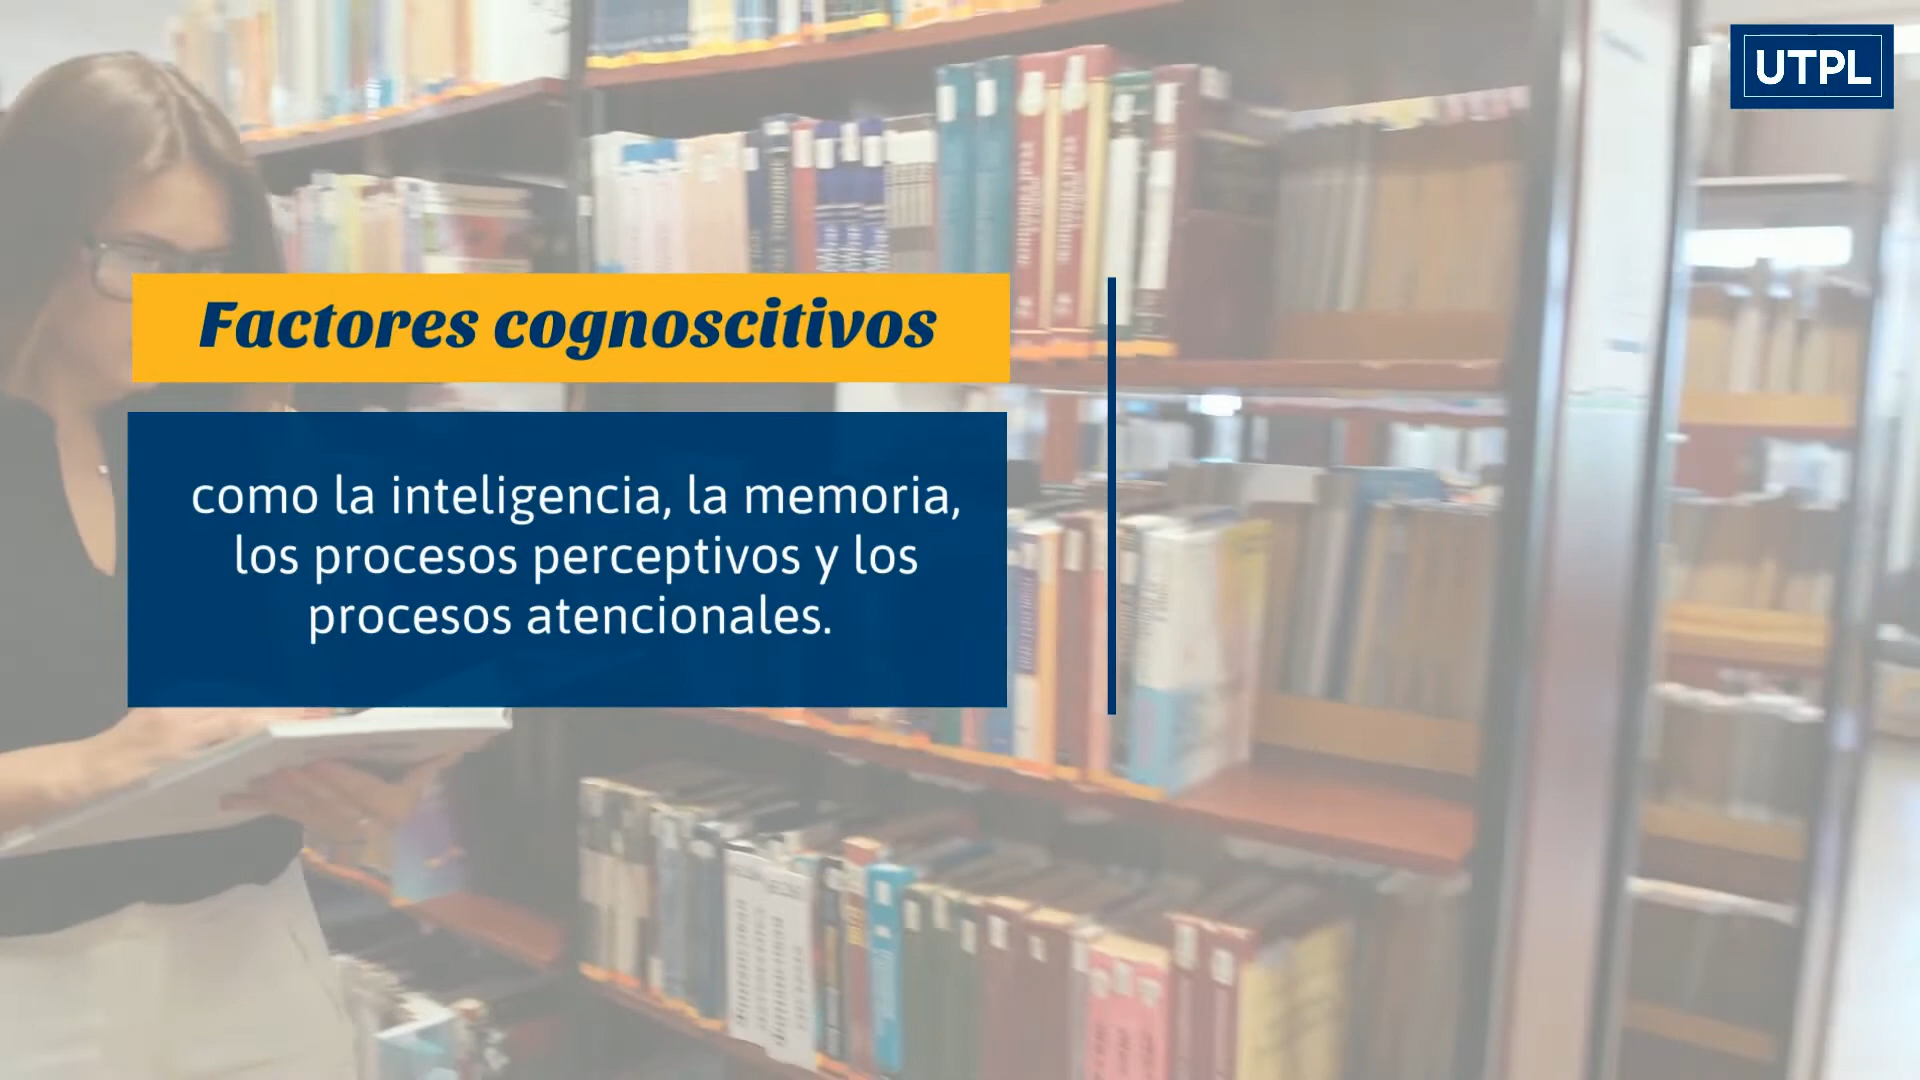 UTPL
Factores cognoscitivos
como la inteligencia, la memoria,
los procesos perceptivos y los
procesos atencionales.